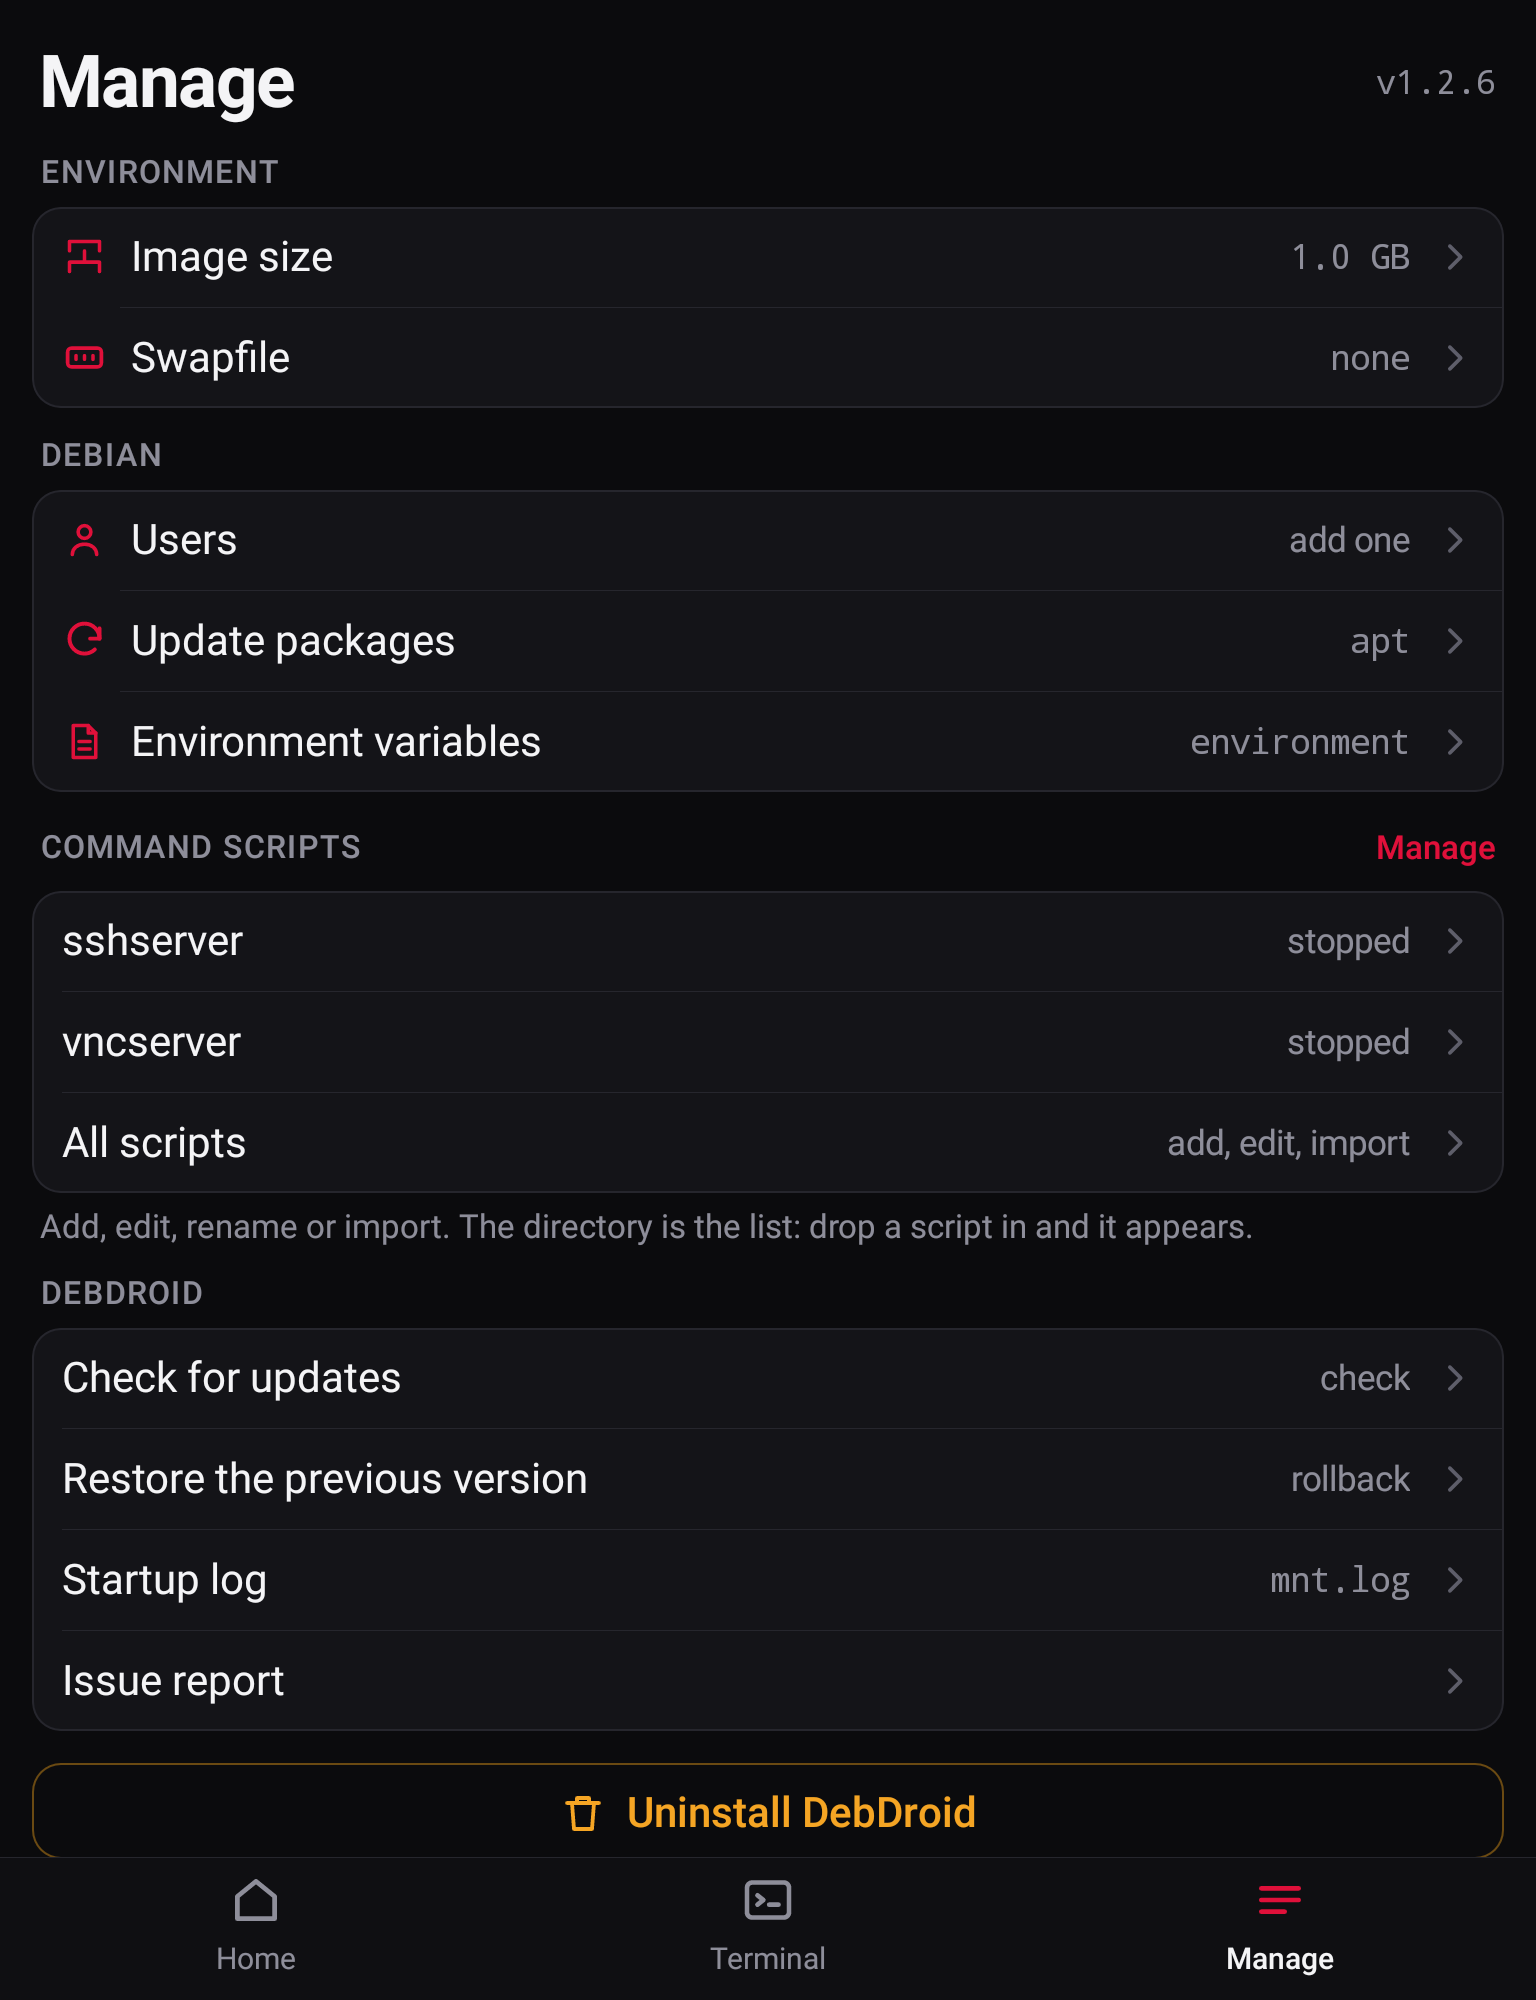 Manage
v1.2.6
ENVIRONMENT
Image size
1.0 GB
Swapfile
none
DEBIAN
Users
add one
Update packages
apt
Environment variables
environment
COMMAND SCRIPTS
Manage
sshserver
stopped
vncserver
stopped
All scripts
add, edit, import
Add, edit, rename or import. The directory is the list: drop a script in and it appears.
DEBDROID
Check for updates
check
Restore the previous version
rollback
Startup log
mnt.log
Issue report
Uninstall DebDroid
Home
Terminal
Manage